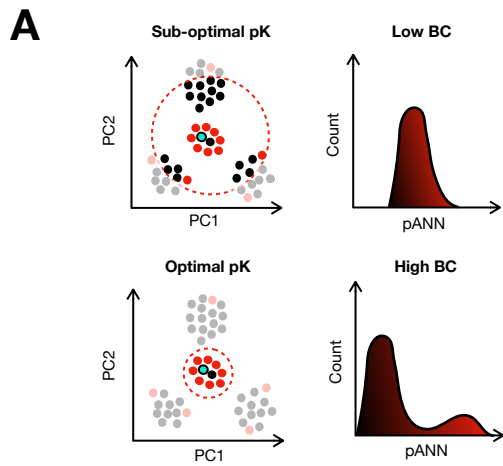 A
Sub-optimal pK
Low BC
PC2
PC1
Count
pANN
Optimal pK
High BC
PC2
PC1
Count
pANN